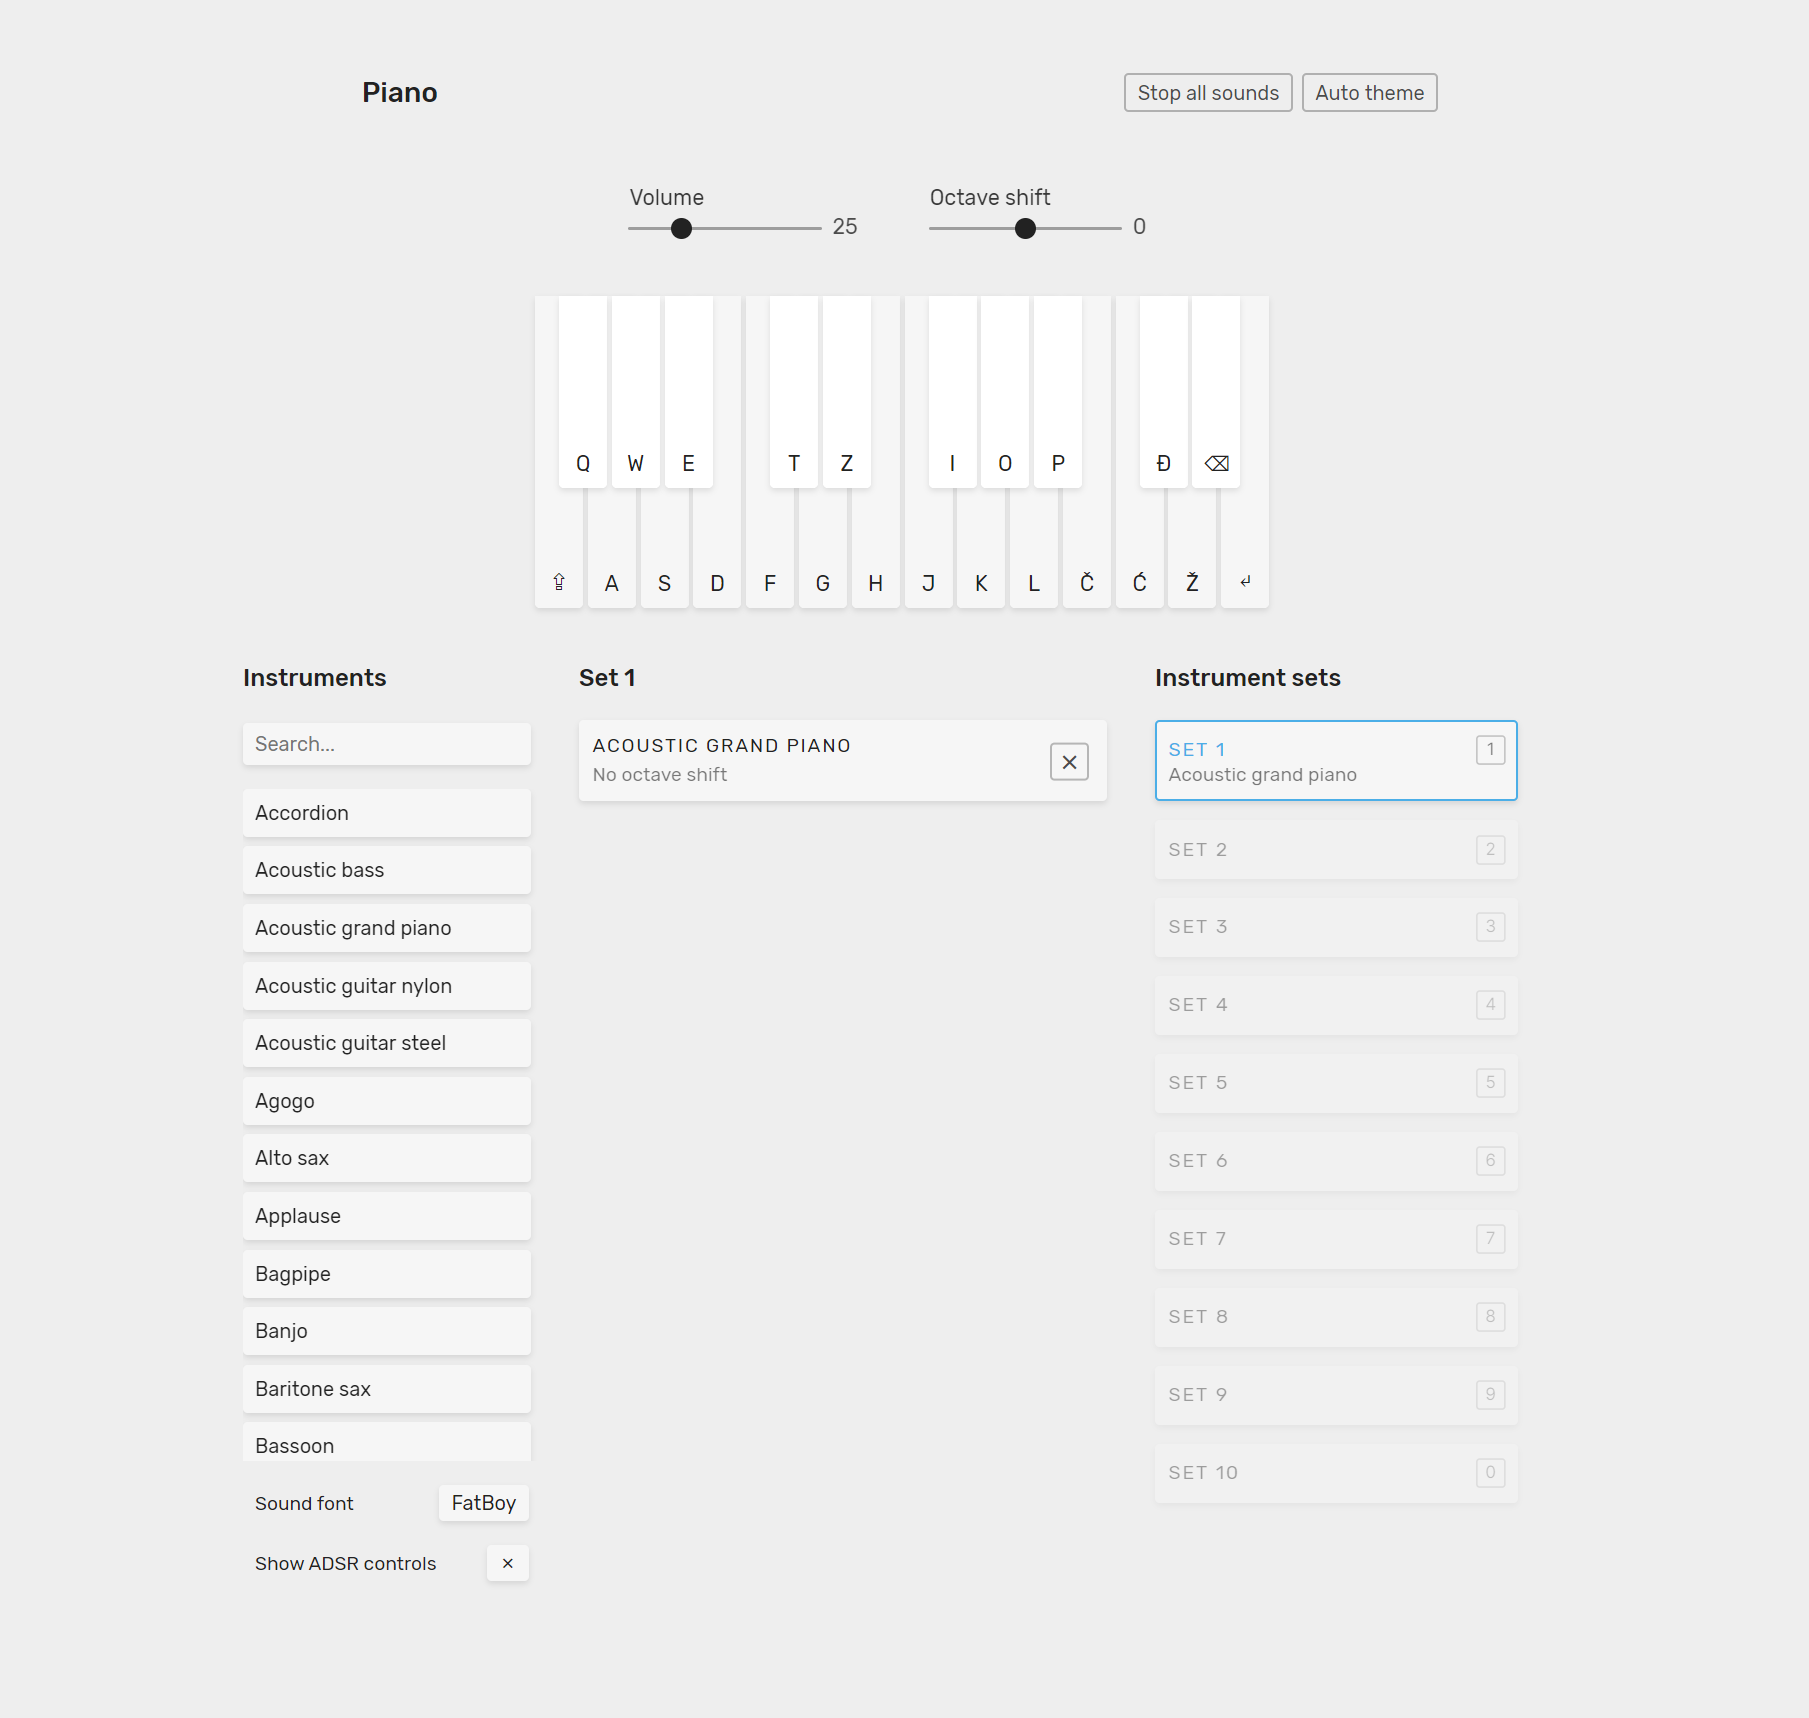 Piano
Stop all sounds
Auto theme
Volume
25
Octave shift
0
Q W E T Z I O P Đ ⌫
⇪ A S D F G H J K L Č Ć Ž ⏎
Instruments
Search...
Accordion
Acoustic bass
Acoustic grand piano
Acoustic guitar nylon
Acoustic guitar steel
Agogo
Alto sax
Applause
Bagpipe
Banjo
Baritone sax
Bassoon
Sound font
FatBoy
Show ADSR controls
×
Set 1
ACOUSTIC GRAND PIANO
No octave shift
×
Instrument sets
SET 1
1
Acoustic grand piano
SET 2
2
SET 3
3
SET 4
4
SET 5
5
SET 6
6
SET 7
7
SET 8
8
SET 9
9
SET 10
0